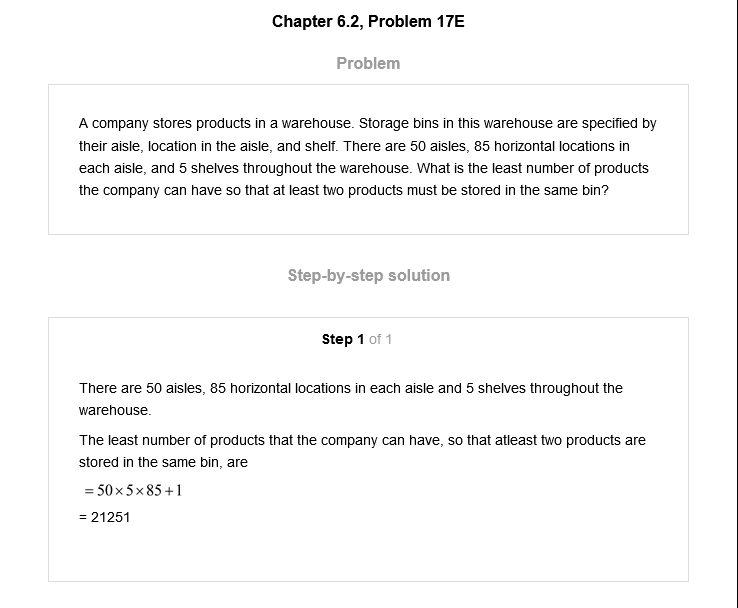 Chapter 6.2, Problem 17E
Problem
A company stores products in a warehouse. Storage bins in this warehouse are specified by
their aisle, location in the aisle, and shelf. There are 50 aisles, 85 horizontal locations in
each aisle, and 5 shelves throughout the warehouse. What is the least number of products
the company can have so that at least two products must be stored in the same bin?
Step-by-step solution
Step 1 of 1
There are 50 aisles, 85 horizontal locations in each aisle and 5 shelves throughout the
warehouse.
The least number of products that the company can have, so that atleast two products are
stored in the same bin, are
= 50×5×85+1
= 21251